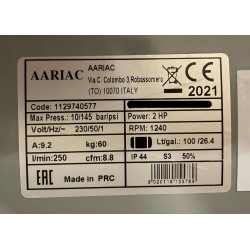 AARIAC
AARIAC
Via C. Colombo 3, Robassomero
(TO) 10070 ITALY
CE
2021
Code: 1129740577
Max Press: 10/145 bar/psi
Power: 2 HP
Volt/Hz/~ 230/50/1
RPM: 1240
A:9.2
kg:60
Lt/gal.: 100 /26.4
l/min:250
cfm:8.8
IP 44
S3
50%
EAC
Made in PRC